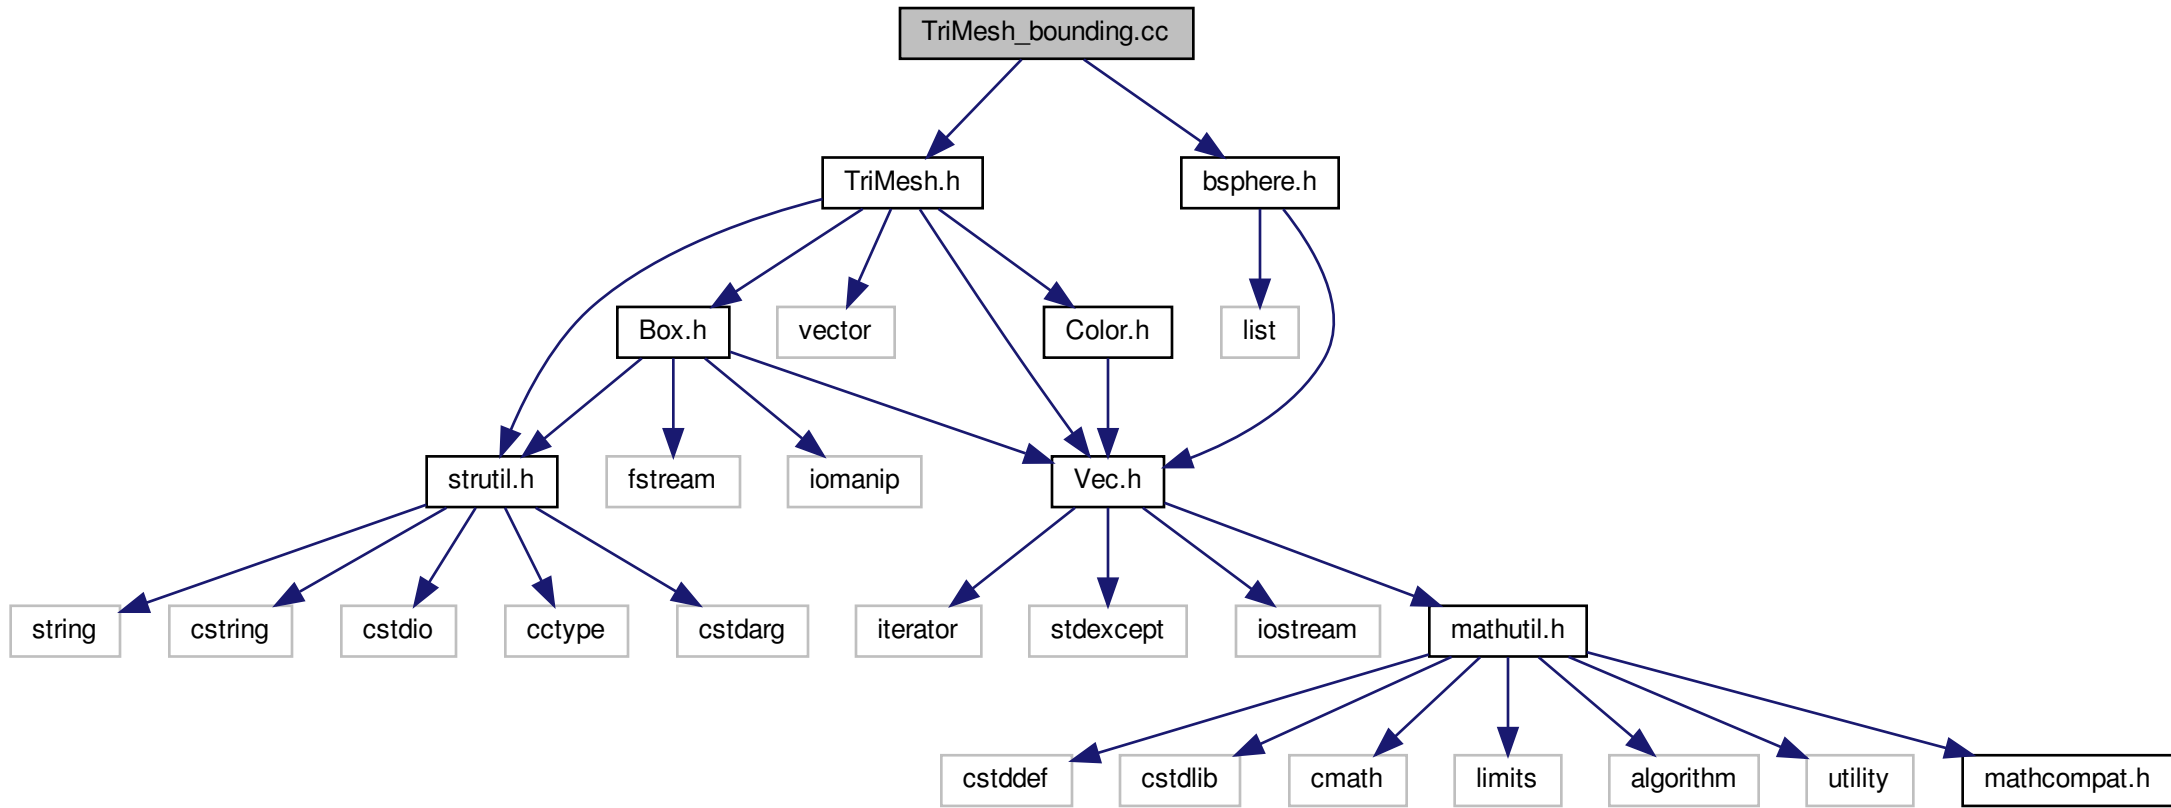 TriMesh_bounding.cc
TriMesh.h
bsphere.h
Box.h
vector
Color.h
list
strutil.h
fstream
iomanip
Vec.h
string
cstring
cstdio
cctype
cstdarg
iterator
stdexcept
iostream
mathutil.h
cstddef
cstdlib
cmath
limits
algorithm
utility
mathcompat.h